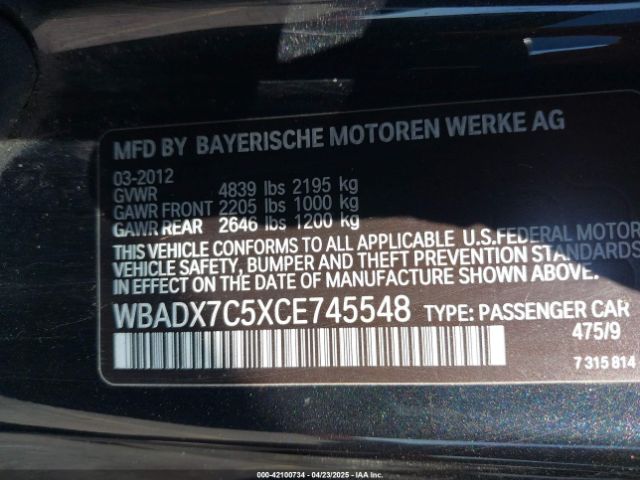 MFD BY BAYERISCHE MOTOREN WERKE AG
03-2012
GVWR 4839 lbs 2195 kg
GAWR FRONT 2205 lbs 1000 kg
GAWR REAR 2646 lbs 1200 kg
THIS VEHICLE CONFORMS TO ALL APPLICABLE U.S.FEDERAL MOTOR
VEHICLE SAFETY, BUMPER AND THEFT PREVENTION STANDARDS
IN EFFECT ON THE DATE OF MANUFACTURE SHOWN ABOVE.
WBADX7C5XCE745548 TYPE: PASSENGER CAR
475/9
7 315 814
000-42100734 - 04/23/2025 - © IAA Inc.